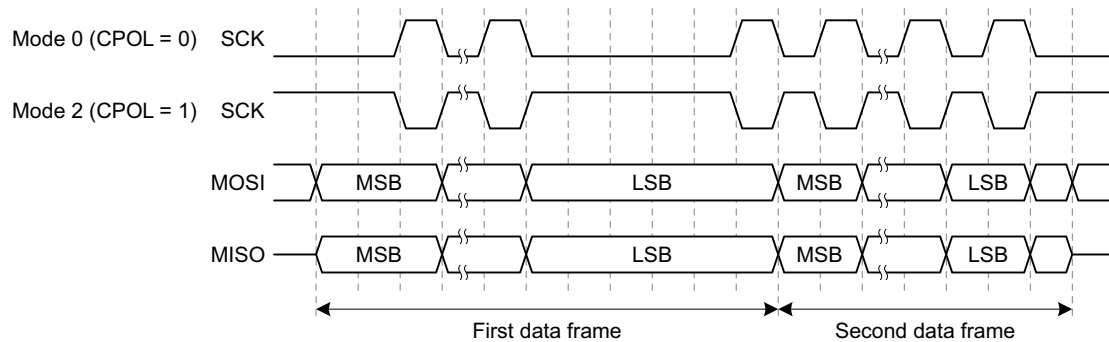 Mode 0 (CPOL = 0) SCK
Mode 2 (CPOL = 1) SCK
MOSI MSB LSB MSB LSB
MISO MSB LSB MSB LSB
First data frame Second data frame